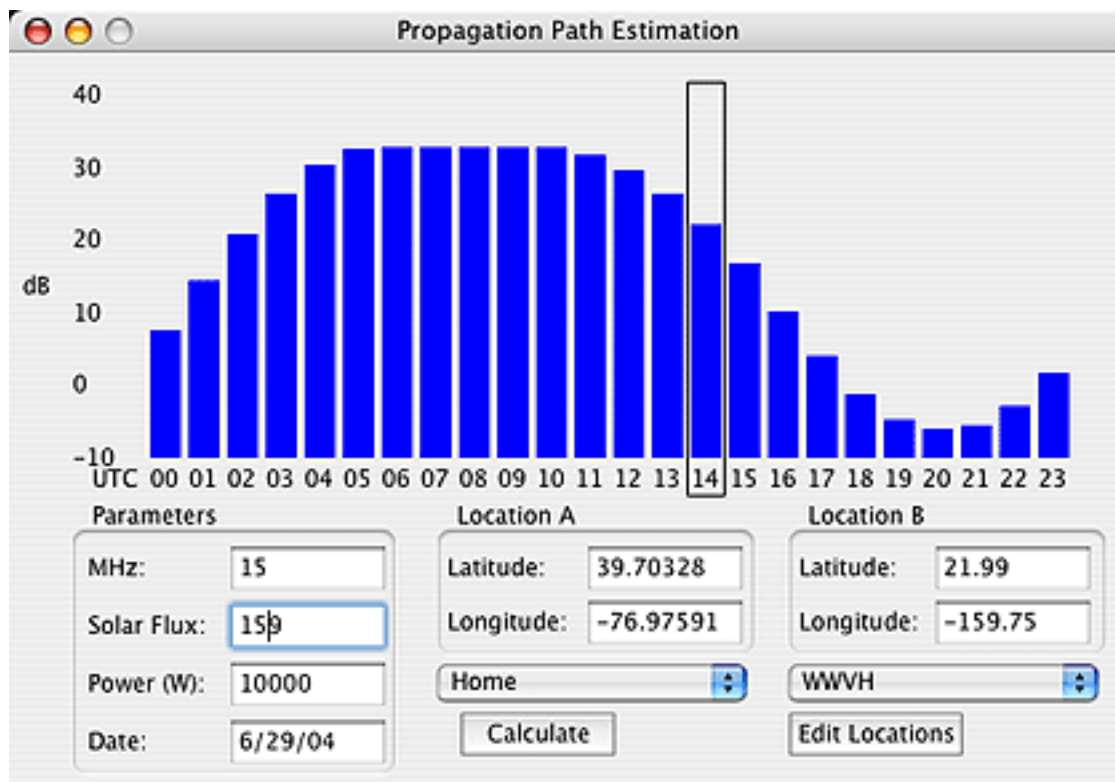 Propagation Path Estimation
40
30
20
dB
10
0
-10
UTC 00 01 02 03 04 05 06 07 08 09 10 11 12 13 14 15 16 17 18 19 20 21 22 23
Parameters
MHz: 15
Solar Flux: 159
Power (W): 10000
Date: 6/29/04
Location A
Latitude: 39.70328
Longitude: -76.97591
Home
Calculate
Location B
Latitude: 21.99
Longitude: -159.75
WWVH
Edit Locations